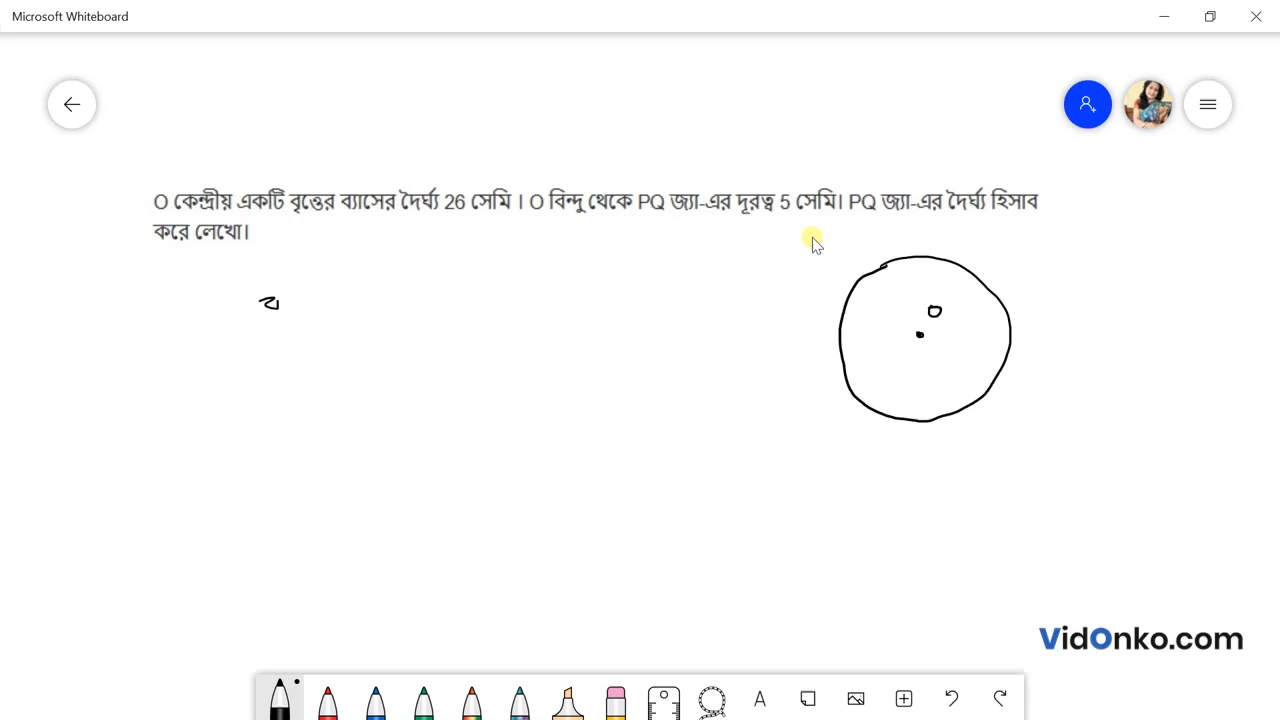 Microsoft Whiteboard
O কেন্দ্রীয় একটি বৃত্তের ব্যাসের দৈর্ঘ্য 26 সেমি । O বিন্দু থেকে PQ জ্যা-এর দূরত্ব 5 সেমি। PQ জ্যা-এর দৈর্ঘ্য হিসাব
করে লেখো।
O
VidOnko.com